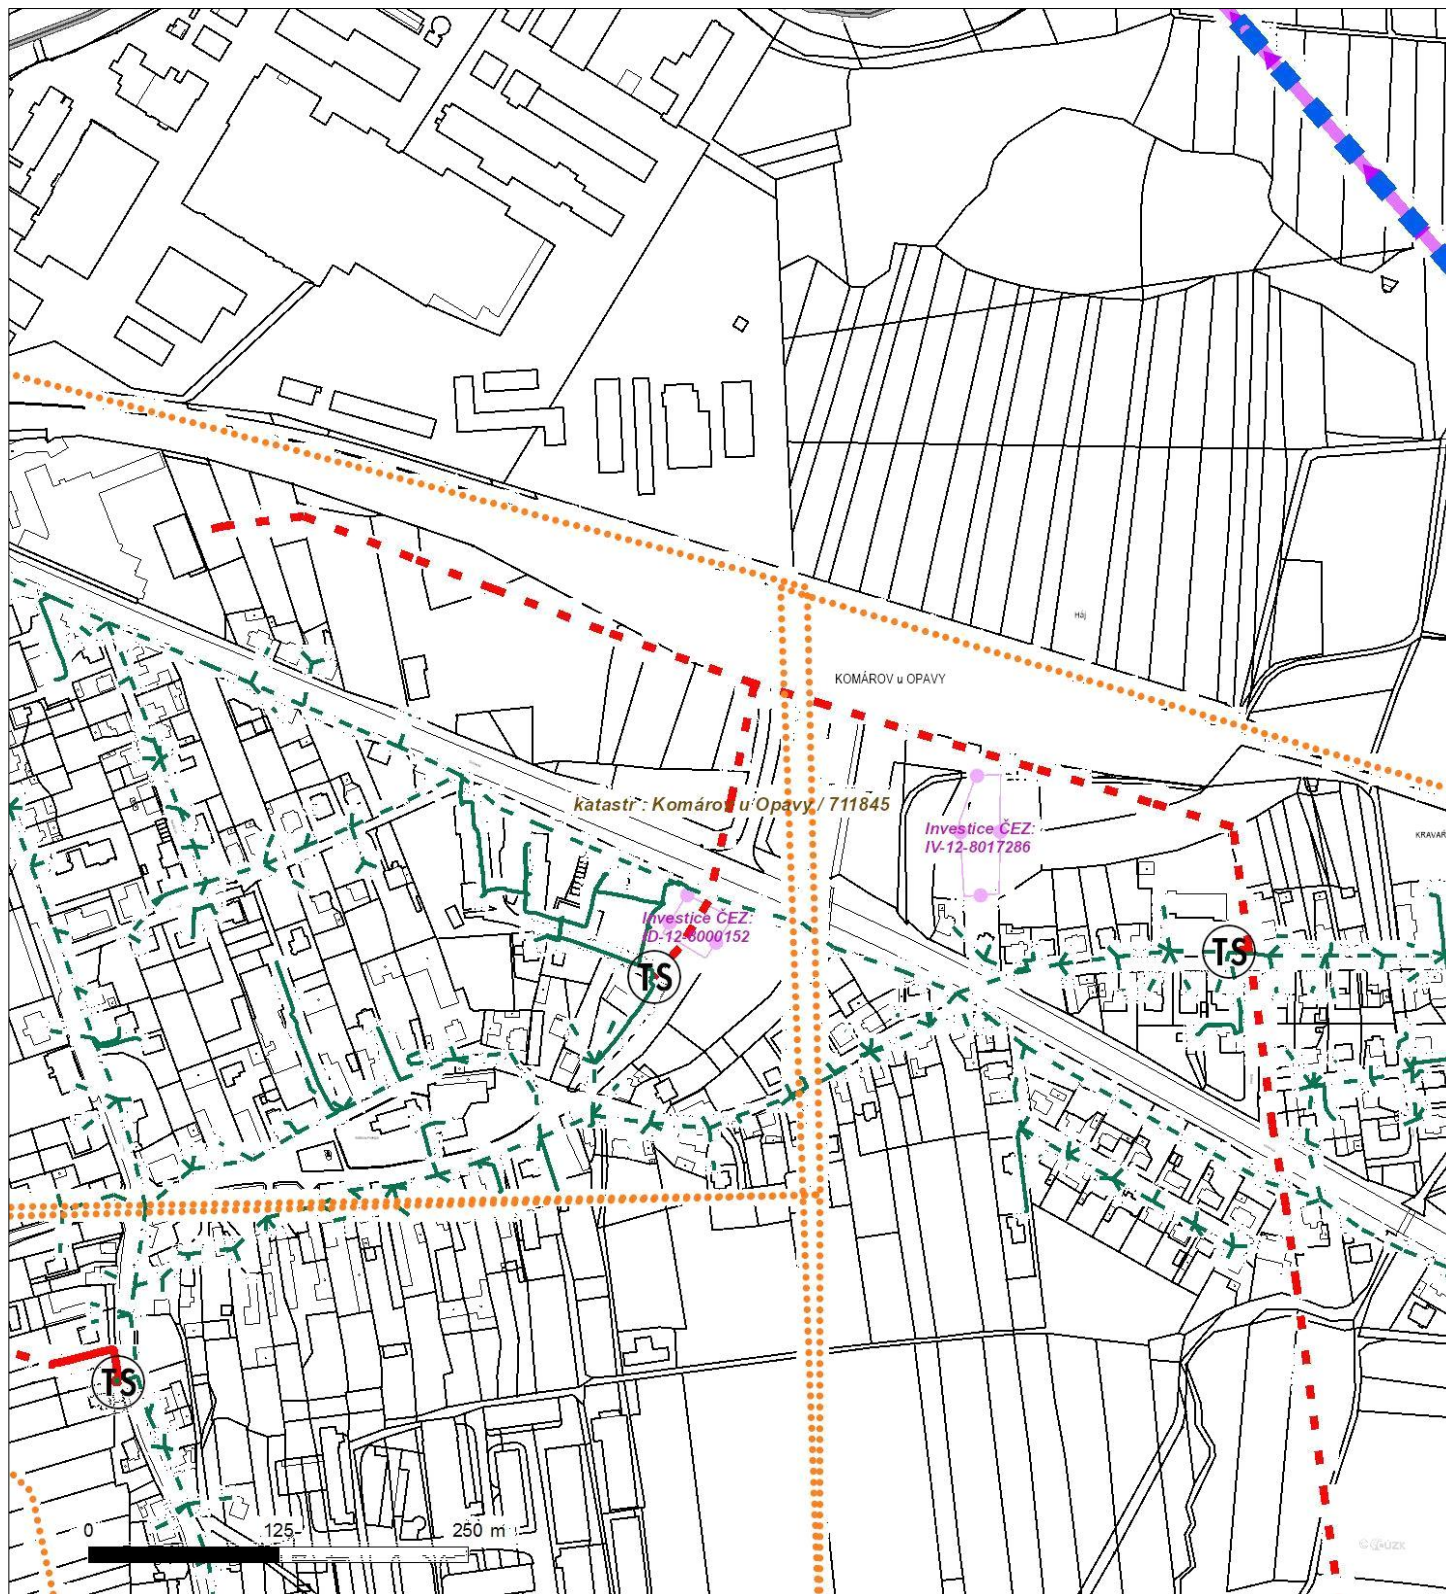 Háj
KOMÁROV u OPAVY
katastr : Komárov u Opavy / 711845
Investice ČEZ:
IV-12-8017286
KRAVAŘ
Investice ČEZ:
TS
TS
TS
0 125 250 m